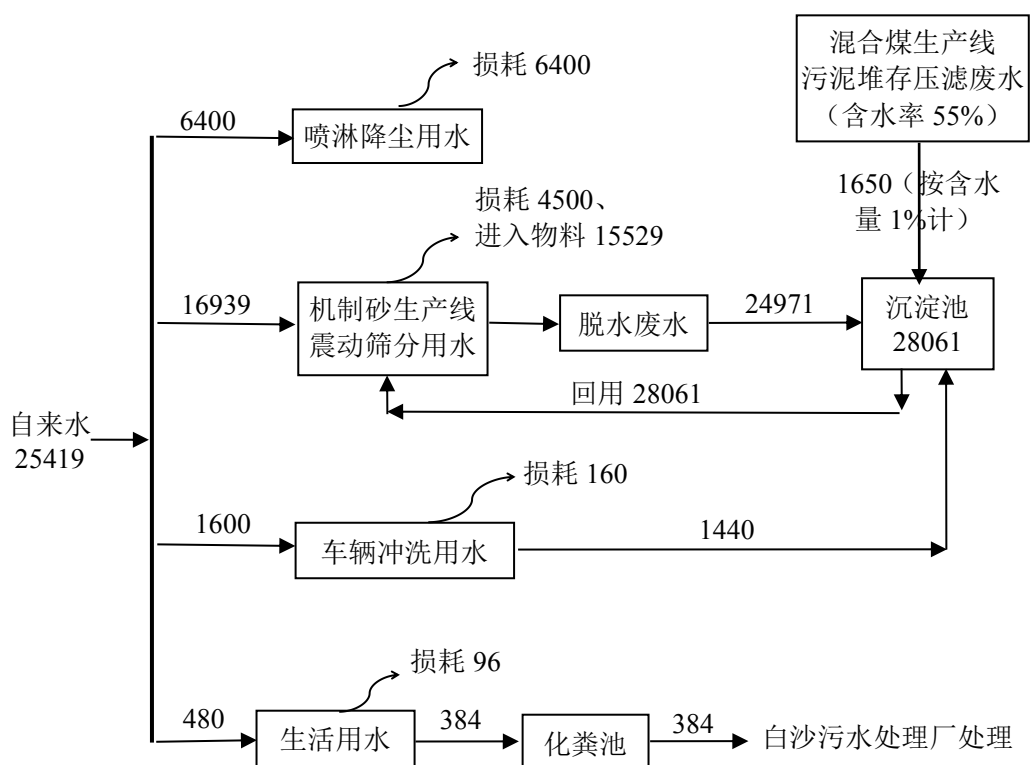 混合煤生产线
污泥堆存压滤废水
（含水率 55%）
损耗 6400
6400
喷淋降尘用水
1650（按含水
量 1%计）
损耗 4500、
进入物料 15529
16939
机制砂生产线
震动筛分用水
脱水废水
24971
沉淀池
28061
回用 28061
自来水
25419
损耗 160
1600
车辆冲洗用水
1440
损耗 96
480
生活用水
384
化粪池
384
白沙污水处理厂处理